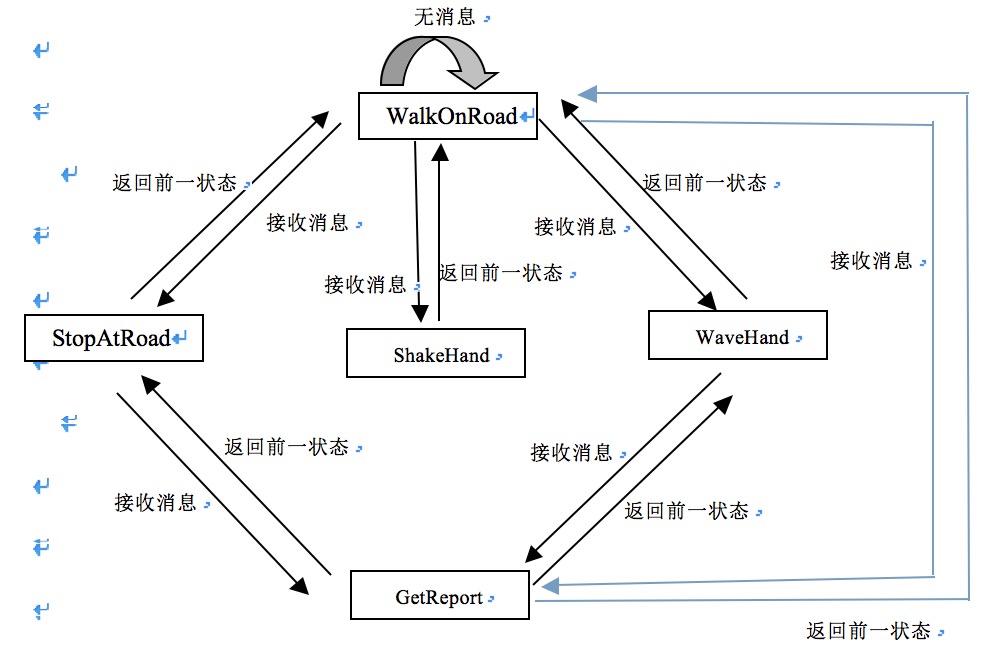 无消息
WalkOnRoad
返回前一状态
返回前一状态
接收消息
接收消息
接收消息
返回前一状态
接收消息
StopAtRoad
WaveHand
ShakeHand
返回前一状态
接收消息
接收消息
返回前一状态
GetReport
返回前一状态